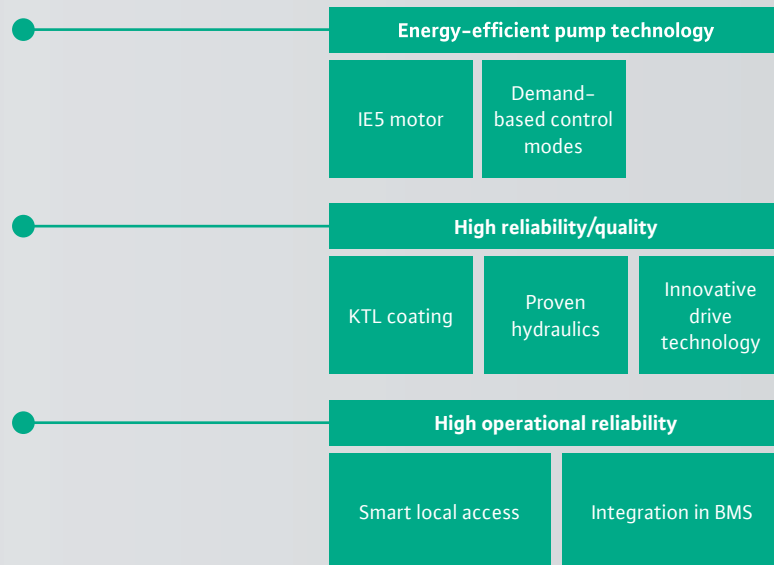 Energy-efficient pump technology
IE5 motor
Demand-
based control
modes
High reliability/quality
KTL coating
Proven
hydraulics
Innovative
drive
technology
High operational reliability
Smart local access
Integration in BMS